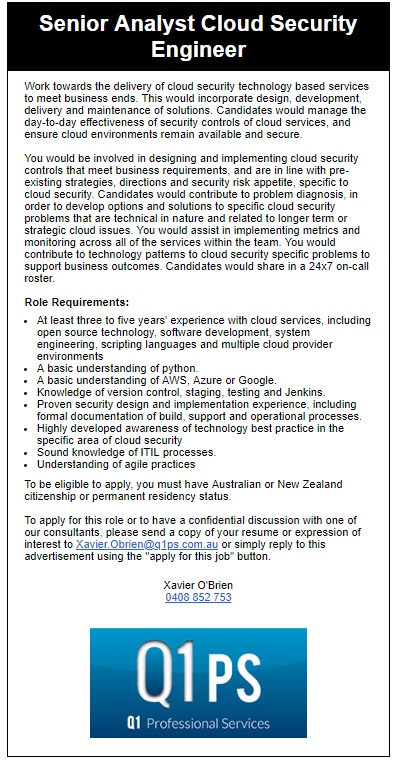 Senior Analyst Cloud Security
Engineer
Work towards the delivery of cloud security technology based services
to meet business ends. This would incorporate design, development,
delivery and maintenance of solutions. Candidates would manage the
day-to-day effectiveness of security controls of cloud services, and
ensure cloud environments remain available and secure.
You would be involved in designing and implementing cloud security
controls that meet business requirements, and are in line with pre-
existing strategies, directions and security risk appetite, specific to
cloud security. Candidates would contribute to problem diagnosis, in
order to develop options and solutions to specific cloud security
problems that are technical in nature and related to longer term or
strategic cloud issues. You would assist in implementing metrics and
monitoring across all of the services within the team. You would
contribute to technology patterns to cloud security specific problems to
support business outcomes. Candidates would share in a 24x7 on-call
roster.
Role Requirements:
• At least three to five years' experience with cloud services, including
open source technology, software development, system
engineering, scripting languages and multiple cloud provider
environments
• A basic understanding of python.
• A basic understanding of AWS, Azure or Google.
• Knowledge of version control, staging, testing and Jenkins.
• Proven security design and implementation experience, including
formal documentation of build, support and operational processes.
• Highly developed awareness of technology best practice in the
specific area of cloud security
• Sound knowledge of ITIL processes.
• Understanding of agile practices
To be eligible to apply, you must have Australian or New Zealand
citizenship or permanent residency status.
To apply for this role or to have a confidential discussion with one of
our consultants, please send a copy of your resume or expression of
interest to Xavier.Obrien@q1ps.com.au or simply reply to this
advertisement using the "apply for this job" button.
Xavier O'Brien
0408 852 753
Q1 PS
Q1 Professional Services